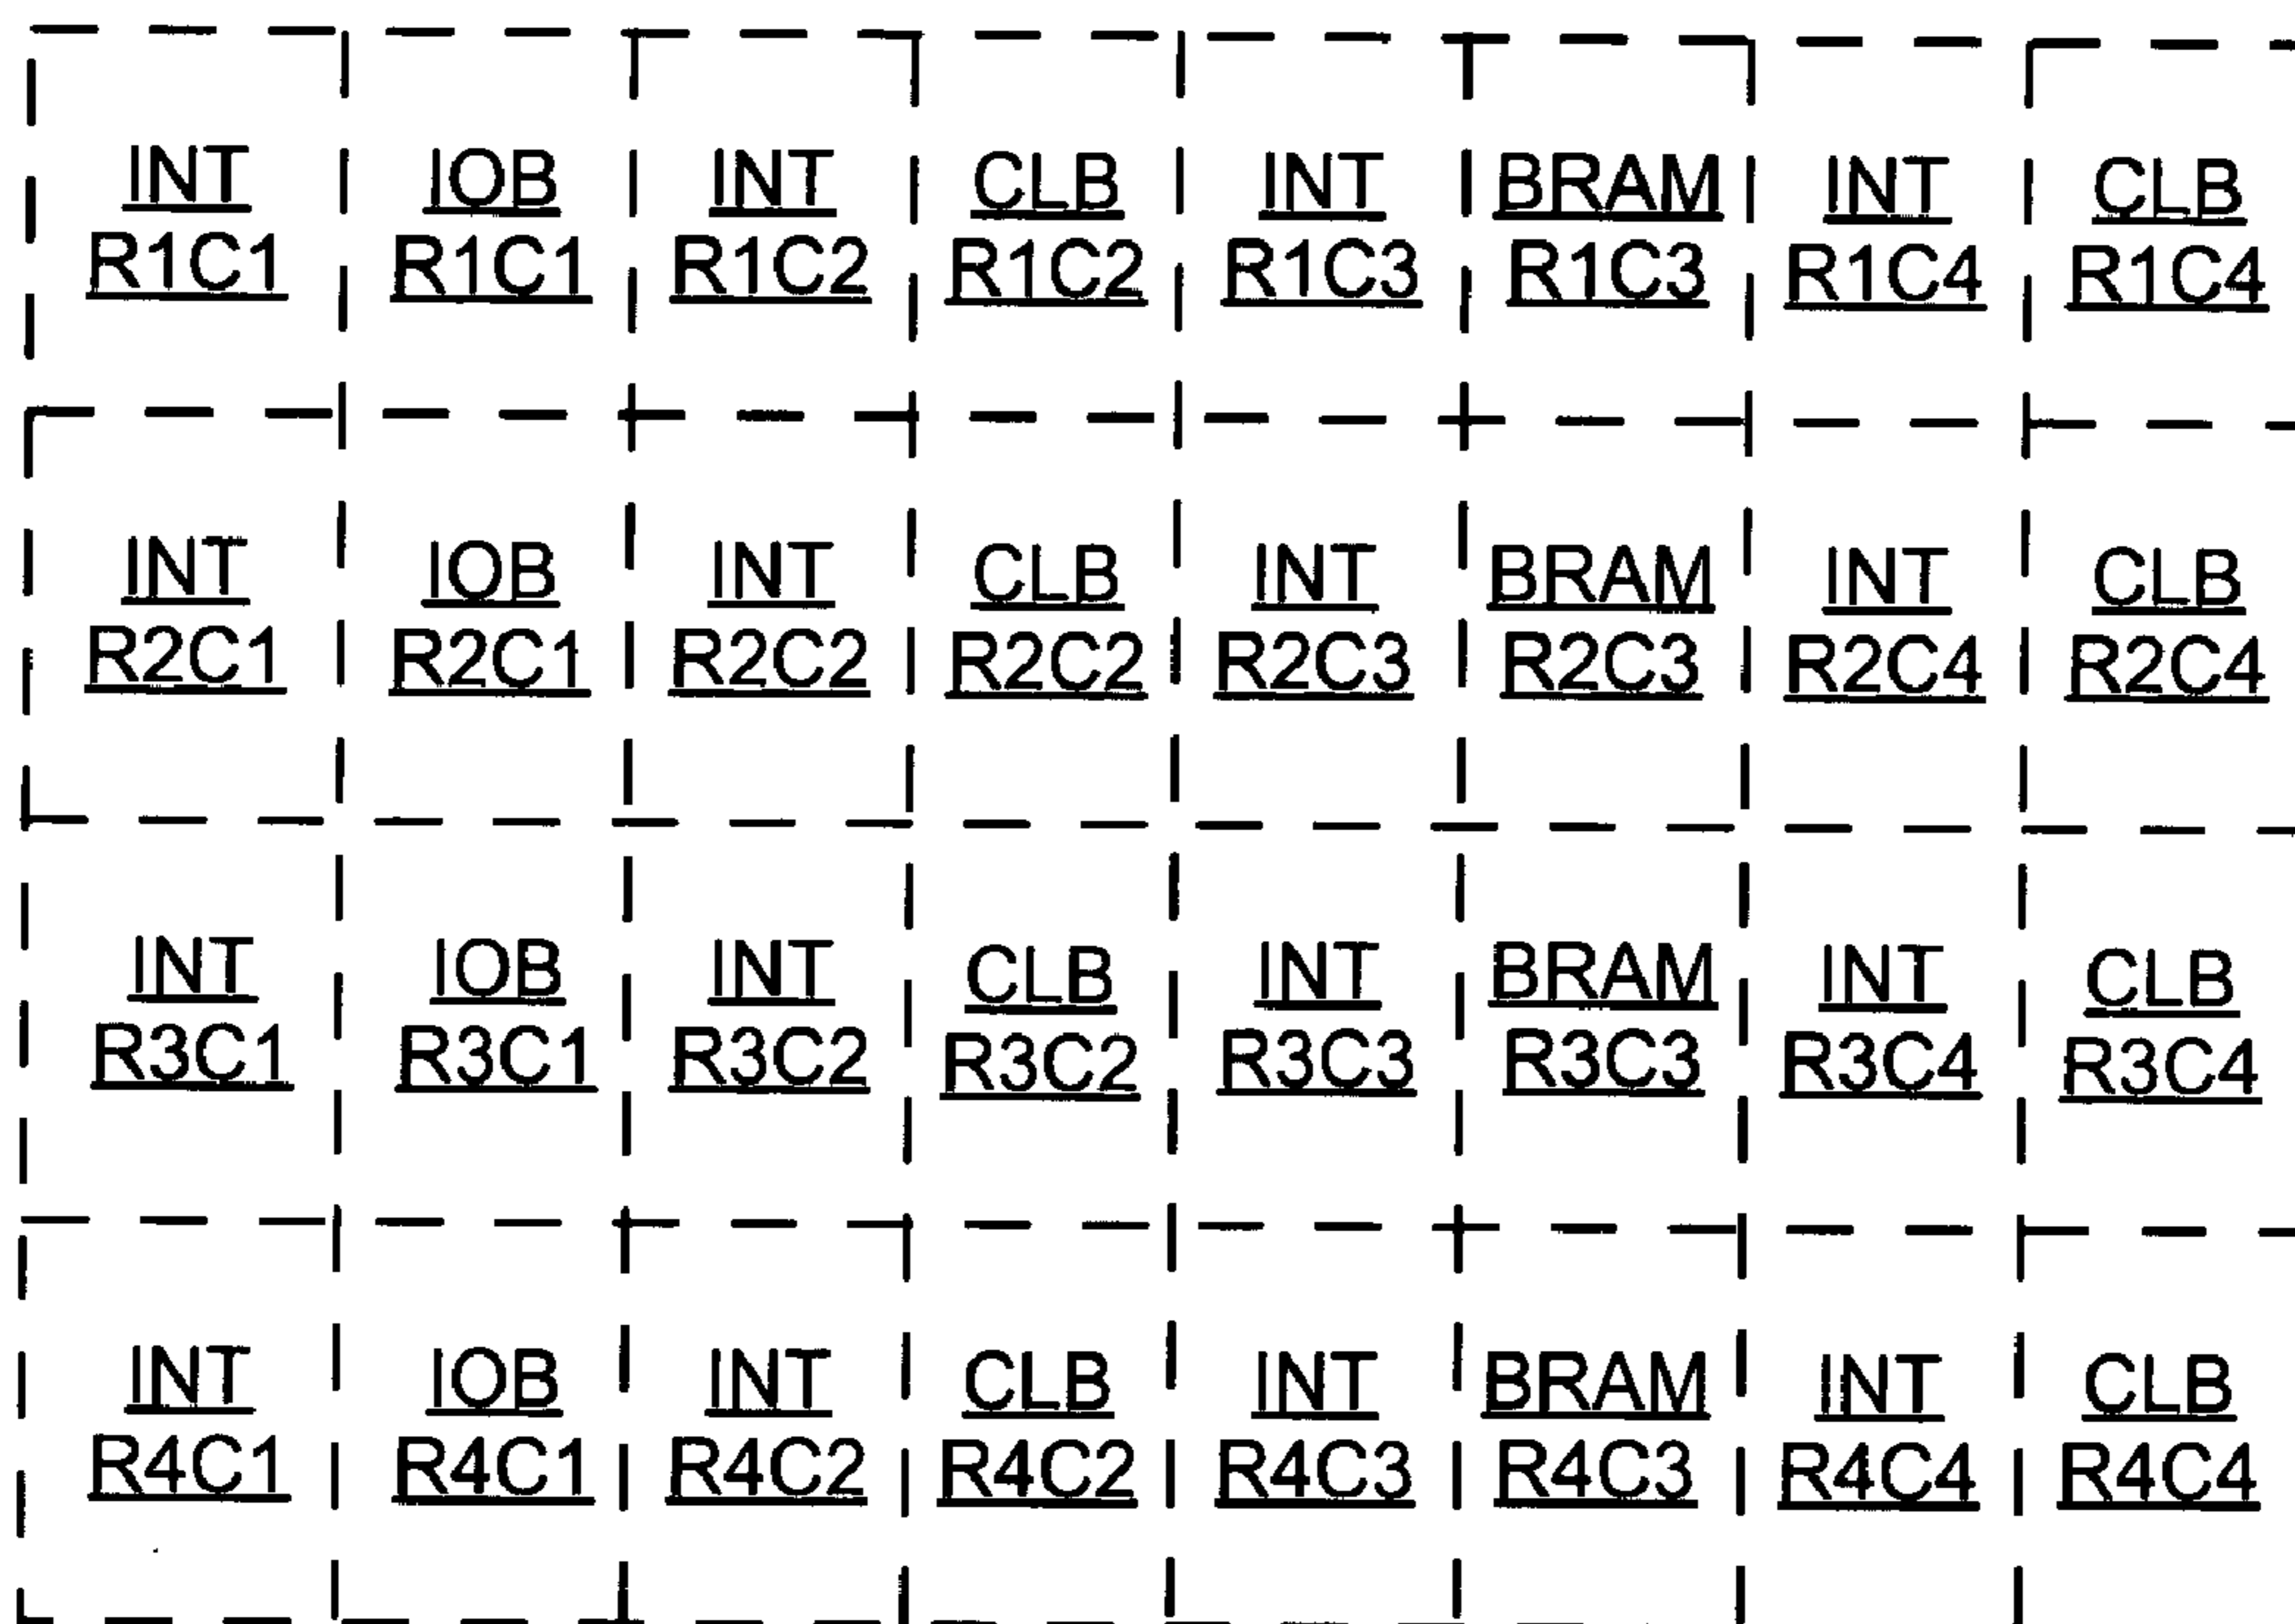 INT IOB INT CLB INT BRAM INT CLB
R1C1 R1C1 R1C2 R1C2 R1C3 R1C3 R1C4 R1C4
INT IOB INT CLB INT BRAM INT CLB
R2C1 R2C1 R2C2 R2C2 R2C3 R2C3 R2C4 R2C4
INT IOB INT CLB INT BRAM INT CLB
R3C1 R3C1 R3C2 R3C2 R3C3 R3C3 R3C4 R3C4
INT IOB INT CLB INT BRAM INT CLB
R4C1 R4C1 R4C2 R4C2 R4C3 R4C3 R4C4 R4C4